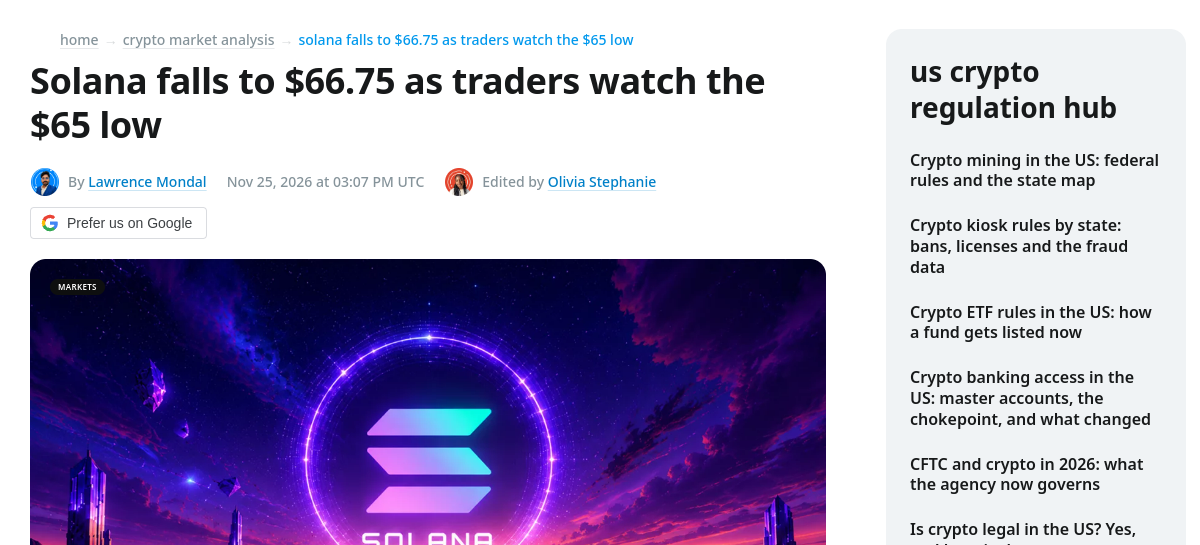 home → crypto market analysis → solana falls to $66.75 as traders watch the $65 low
Solana falls to $66.75 as traders watch the
$65 low
By Lawrence Mondal Nov 25, 2026 at 03:07 PM UTC Edited by Olivia Stephanie
Prefer us on Google
MARKETS
SOLANA
us crypto
regulation hub
Crypto mining in the US: federal
rules and the state map
Crypto kiosk rules by state:
bans, licenses and the fraud
data
Crypto ETF rules in the US: how
a fund gets listed now
Crypto banking access in the
US: master accounts, the
chokepoint, and what changed
CFTC and crypto in 2026: what
the agency now governs
Is crypto legal in the US? Yes,